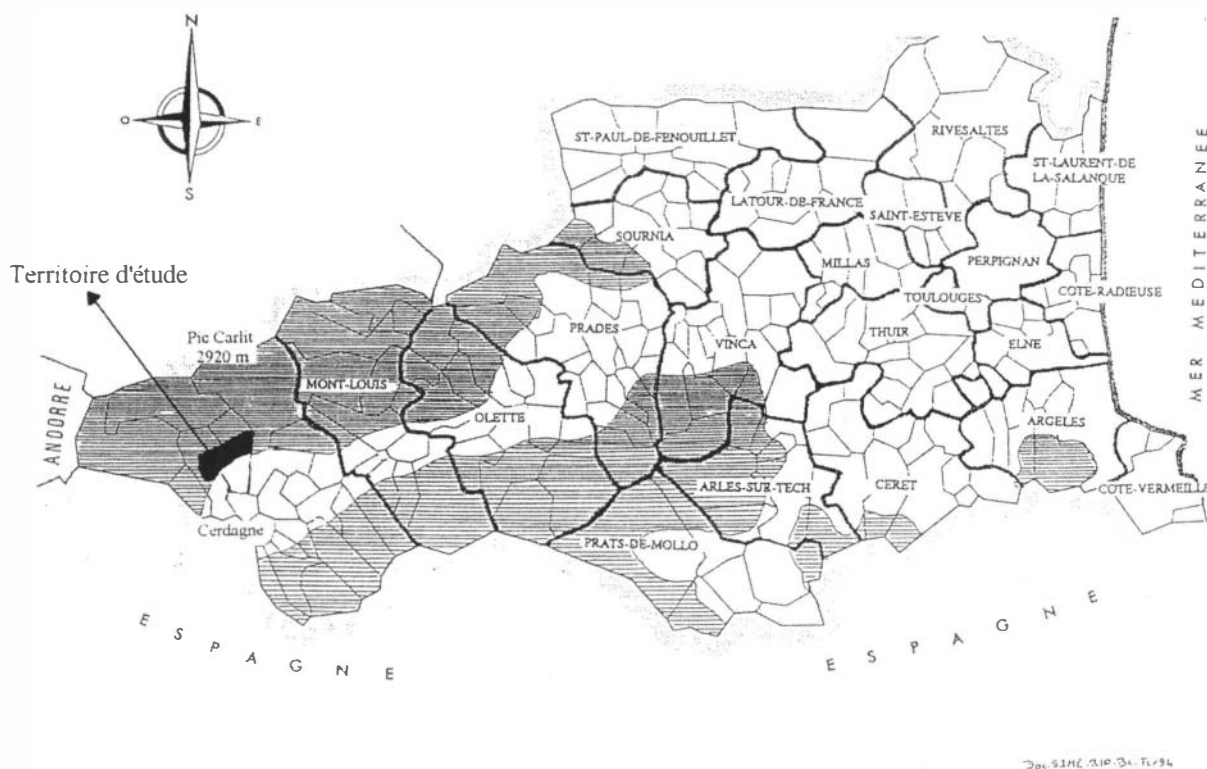 N
O E
S
Territoire d'étude
Pic Carlit
2920 m
ST-PAUL-DE-FENOUILLET
RIVESALTES
ST-LAURENT-DE
LA-SALANQUE
LATOUR-DE-FRANCE
SAINT-ESTEVE
SOURNIA
MILLAS
PERPIGNAN
TOULOUGES
COTE-RADIEUSE
PRADES
VINCA
THUIR
ELNE
MONT-LOUIS
OLETTE
ARGELES
ANDORRE
ARLES-SUR-TECH
CERET
COTE-VERMEILLE
Cerdagne
PRATS-DE-MOLLO
MER MEDITERRANEE
ESPAGNE
ESPAGNE